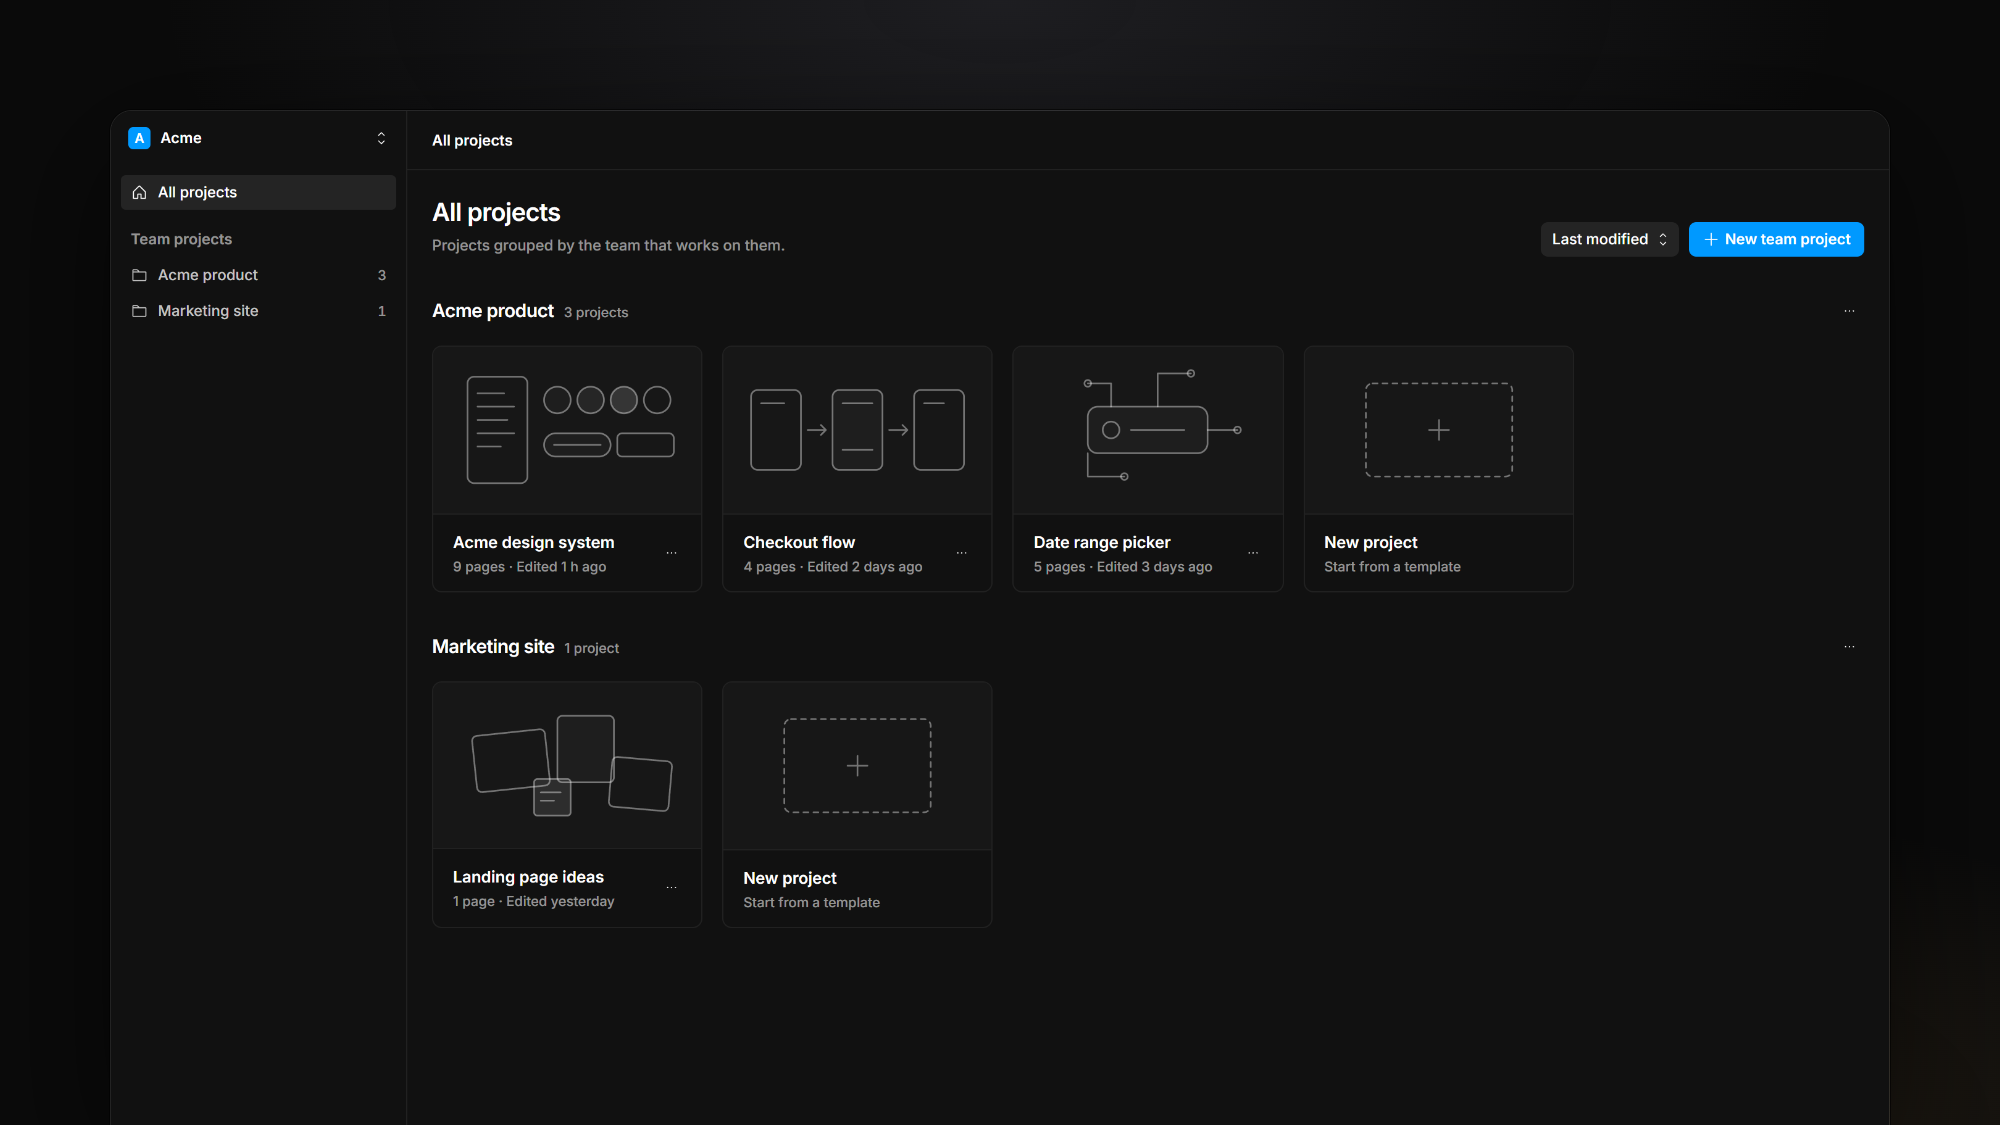 A Acme
All projects
Team projects
Acme product 3
Marketing site 1
All projects
All projects
Projects grouped by the team that works on them.
Last modified
New team project
Acme product 3 projects
...
Acme design system
9 pages · Edited 1 h ago
...
Checkout flow
4 pages · Edited 2 days ago
...
Date range picker
5 pages · Edited 3 days ago
...
New project
Start from a template
Marketing site 1 project
...
Landing page ideas
1 page · Edited yesterday
...
New project
Start from a template